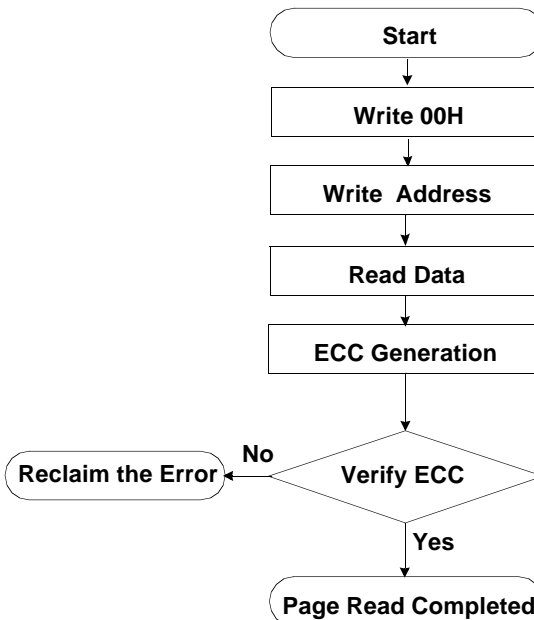 Start
Write 00H
Write Address
Read Data
ECC Generation
No
Reclaim the Error
Verify ECC
Yes
Page Read Completed